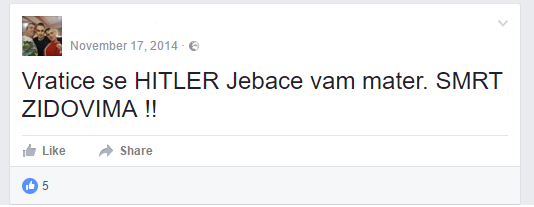 November 17, 2014 ·
Vratice se HITLER Jebace vam mater. SMRT
ZIDOVIMA !!
Like Share
5